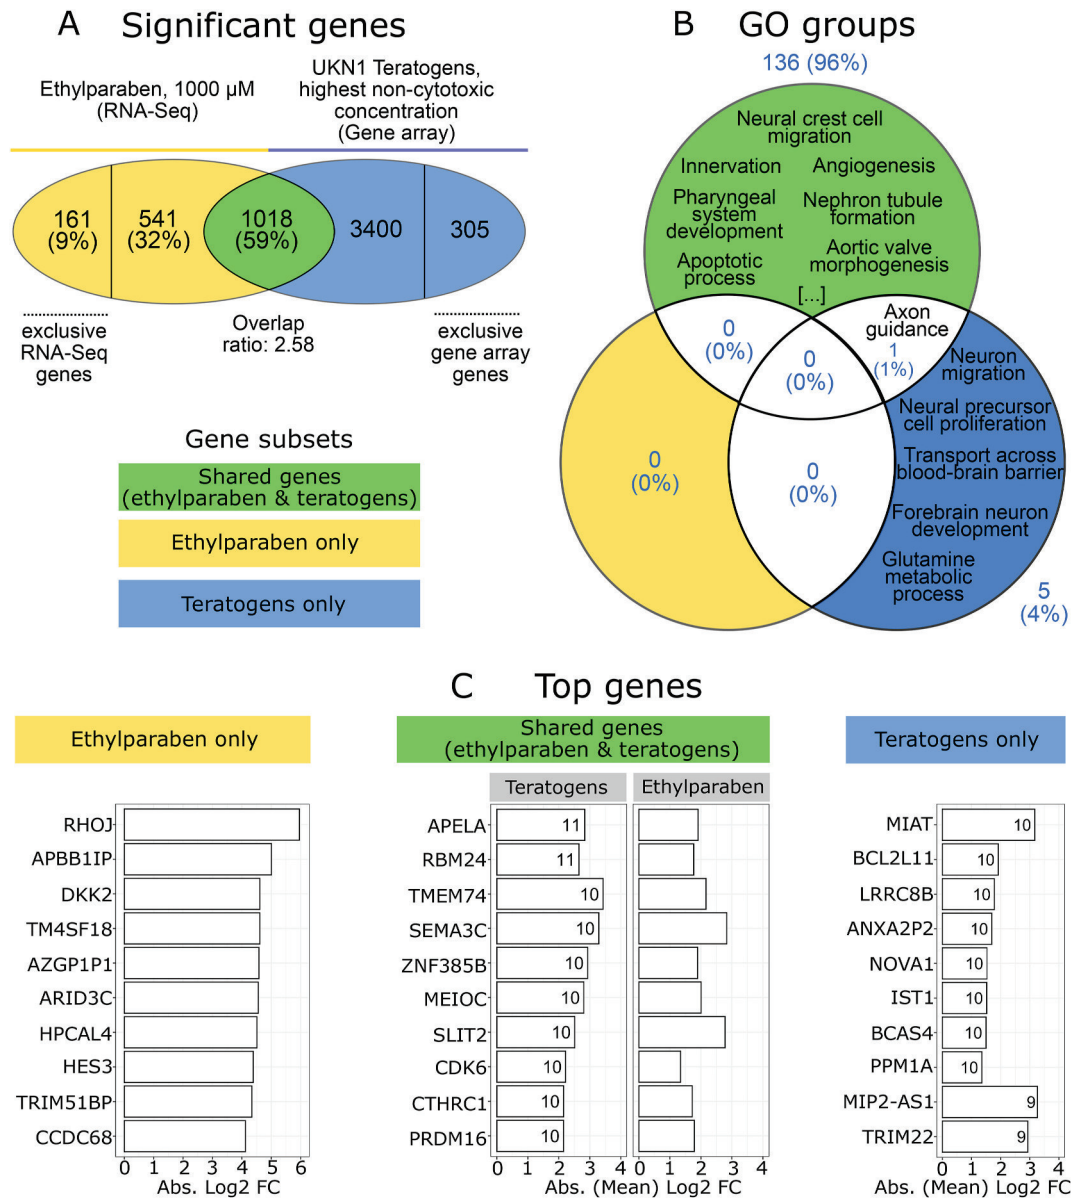 A Significant genes
Ethylparaben, 1000 µM
(RNA-Seq)
UKN1 Teratogens,
highest non-cytotoxic
concentration
(Gene array)
161
(9%)
541
(32%)
1018
(59%)
3400
305
exclusive
RNA-Seq
genes
Overlap
ratio: 2.58
exclusive
gene array
genes
Gene subsets
Shared genes
(ethylparaben & teratogens)
Ethylparaben only
Teratogens only
B GO groups
136 (96%)
Neural crest cell
migration
Innervation
Angiogenesis
Pharyngeal
system
development
Nephron tubule
formation
Apoptotic
process
Aortic valve
morphogenesis
[...]
0
(0%)
0
(0%)
Axon
guidance
1
(1%)
Neuron
migration
Neural precursor
cell proliferation
Transport across
blood-brain barrier
Forebrain neuron
development
Glutamine
metabolic
process
0
(0%)
0
(0%)
5
(4%)
C Top genes
Ethylparaben only
RHOJ
APBB1IP
DKK2
TM4SF18
AZGP1P1
ARID3C
HPCAL4
HES3
TRIM51BP
CCDC68
0 1 2 3 4 5 6
Abs. Log2 FC
Shared genes
(ethylparaben & teratogens)
Teratogens Ethylparaben
APELA 11
RBM24 11
TMEM74 10
SEMA3C 10
ZNF385B 10
MEIOC 10
SLIT2 10
CDK6 10
CTHRC1 10
PRDM16 10
0 1 2 3 4 0 1 2 3 4
Abs. (Mean) Log2 FC
Teratogens only
MIAT 10
BCL2L11 10
LRRC8B 10
ANXA2P2 10
NOVA1 10
IST1 10
BCAS4 10
PPM1A 10
MIP2-AS1 9
TRIM22 9
0 1 2 3 4
Abs. (Mean) Log2 FC